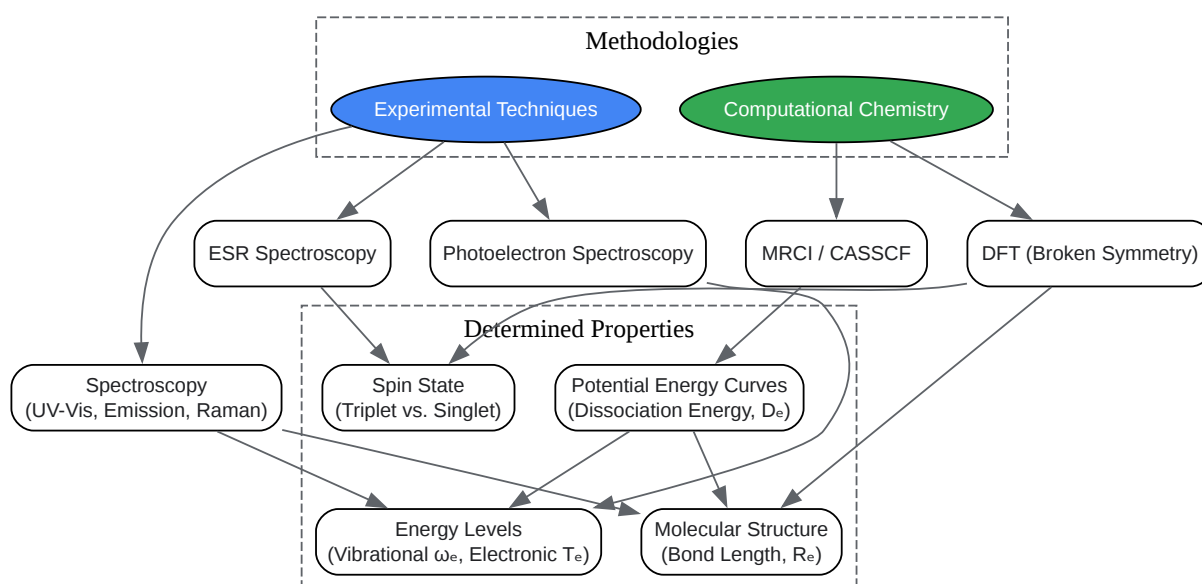 Methodologies
Experimental Techniques
Computational Chemistry
ESR Spectroscopy
Photoelectron Spectroscopy
MRCI / CASSCF
DFT (Broken Symmetry)
Determined Properties
Spectroscopy
(UV-Vis, Emission, Raman)
Spin State
(Triplet vs. Singlet)
Potential Energy Curves
(Dissociation Energy, Dₑ)
Energy Levels
(Vibrational ωₑ, Electronic Tₑ)
Molecular Structure
(Bond Length, Rₑ)